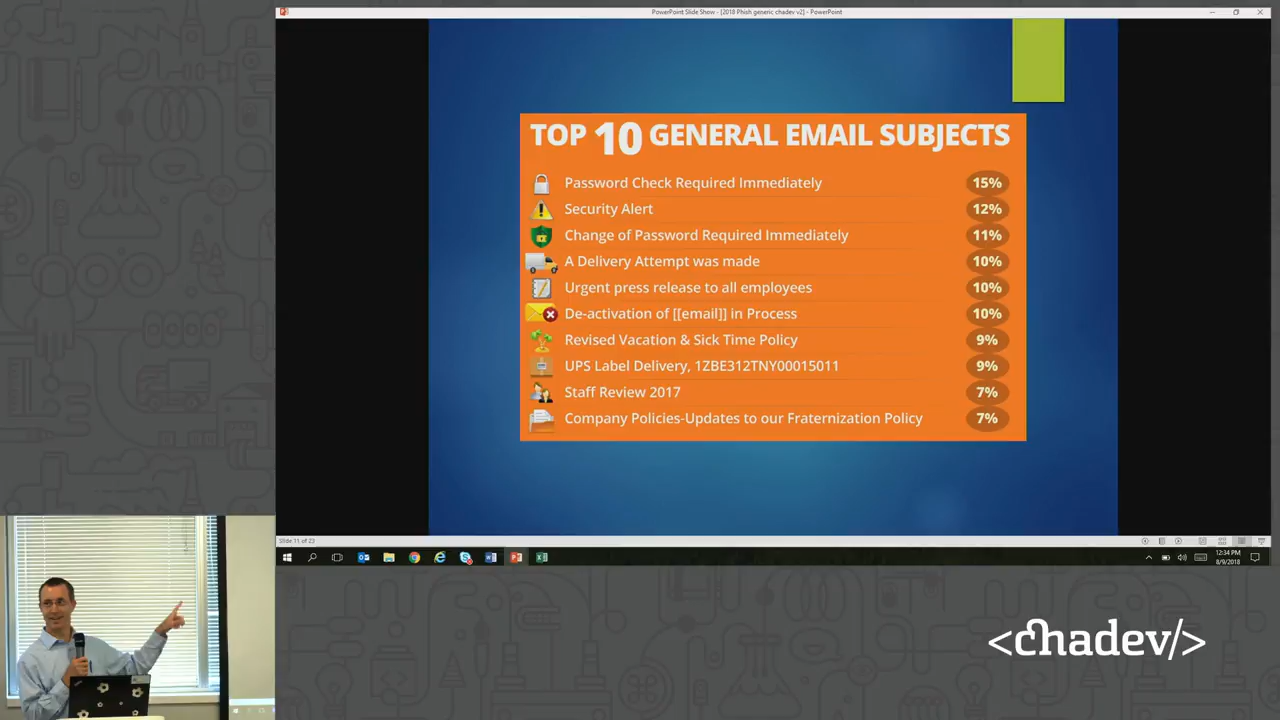 PowerPoint Slide Show - [2018 Phish generic chadev v2] - PowerPoint
TOP 10 GENERAL EMAIL SUBJECTS
Password Check Required Immediately 15%
Security Alert 12%
Change of Password Required Immediately 11%
A Delivery Attempt was made 10%
Urgent press release to all employees 10%
De-activation of [[email]] in Process 10%
Revised Vacation & Sick Time Policy 9%
UPS Label Delivery, 1ZBE312TNY00015011 9%
Staff Review 2017 7%
Company Policies-Updates to our Fraternization Policy 7%
Slide 11 of 23
12:34 PM
8/9/2018
<chadev/>